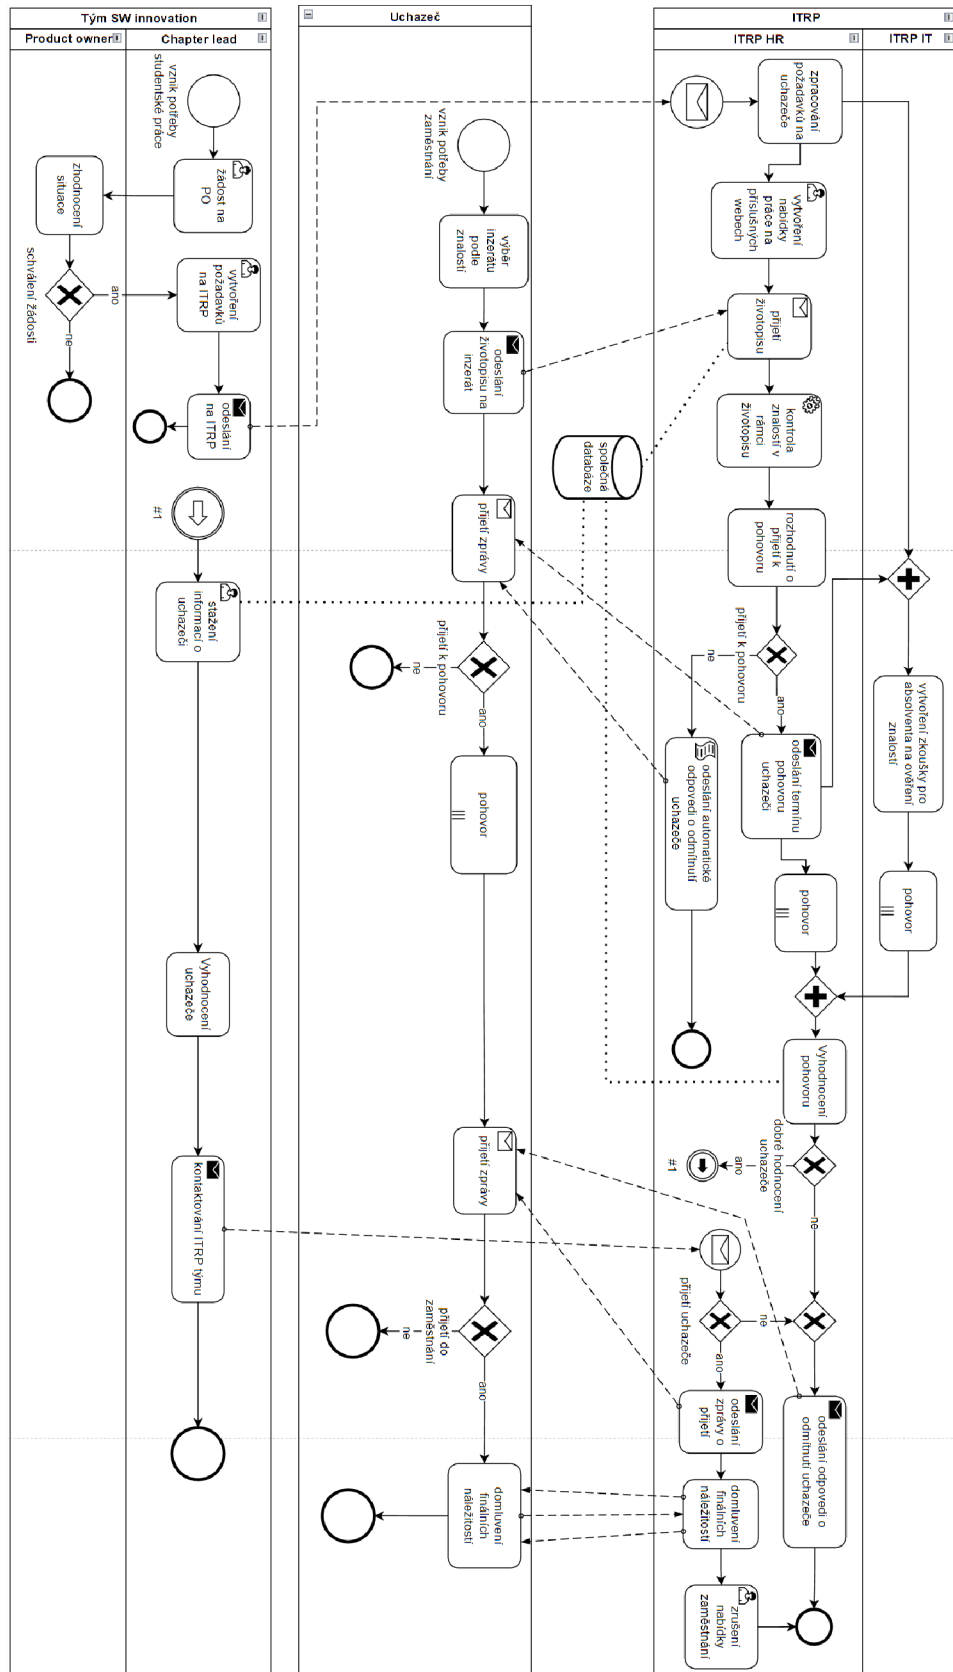 Tým SW innovation
Product owner
Chapter lead
vznik potřeby
studentské práce
žádost na
PO
zhodnocení
situace
schválení žádosti
ano
ne
vytvoření
požadavků
na ITRP
odeslání
na ITRP
#1
stažení
informací o
uchazeči
Vyhodnocení
uchazeče
kontaktování ITRP týmu
Uchazeč
vznik potřeby
zaměstnání
výběr
inzerátu
podle
znalostí
odeslání
životopisu na
inzerát
společná
databáze
přijetí zprávy
přijetí k pohovoru
ne
ano
pohovor
přijetí zprávy
přijetí do
zaměstnání
ne
ano
domluvení
finálních
náležitostí
ITRP
ITRP HR
ITRP IT
zpracování
požadavků na
uchazeče
vytvoření
nabídky
práce na
příslušných
webech
přijetí
životopisu
kontrola
znalostí v
rámci
životopisu
rozhodnutí o
přijetí k
pohovoru
přijetí k pohovoru
ne
ano
odeslání automatické
odpovedi o odmítnutí
uchazeče
odeslání termínu
pohovoru
uchazeči
vytvoření zkoušky pro
absolventa na ověření
znalostí
pohovor
pohovor
Vyhodnocení
pohovoru
dobré hodnocení
uchazeče
ano
#1
ne
přijetí uchazeče
ne
ano
odeslání odpovedi o
odmítnutí uchazeče
odeslání
zprávy o
přijetí
domluvení
finálních
náležitostí
zrušení
nabídky
zaměstnání